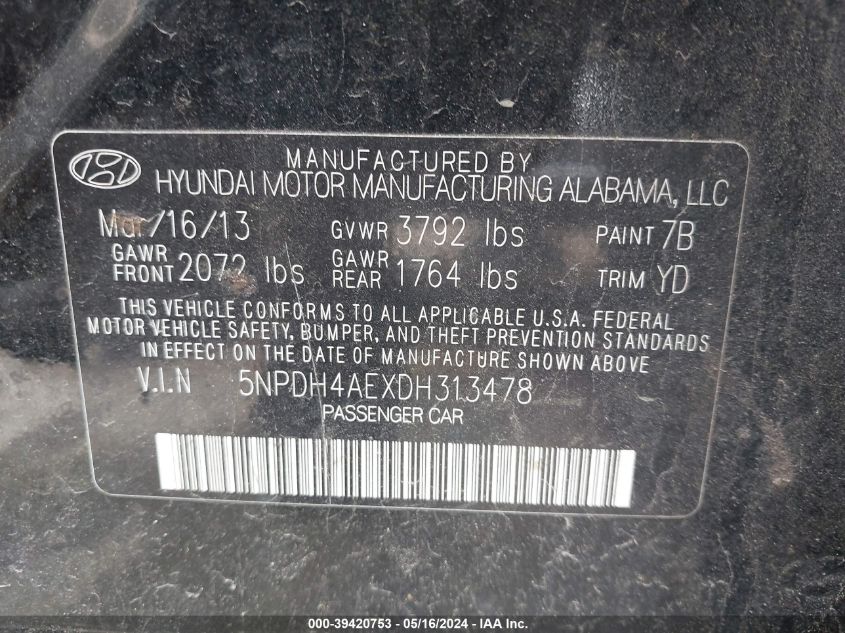 MANUFACTURED BY
HYUNDAI MOTOR MANUFACTURING ALABAMA, LLC
Mar/16/13 GVWR 3792 lbs PAINT 7B
GAWR FRONT 2072 lbs GAWR REAR 1764 lbs TRIM YD
THIS VEHICLE CONFORMS TO ALL APPLICABLE U.S.A. FEDERAL
MOTOR VEHICLE SAFETY, BUMPER, AND THEFT PREVENTION STANDARDS
IN EFFECT ON THE DATE OF MANUFACTURE SHOWN ABOVE
V.I.N 5NPDH4AEXDH313478
PASSENGER CAR
000-39420753 - 05/16/2024 - IAA Inc.